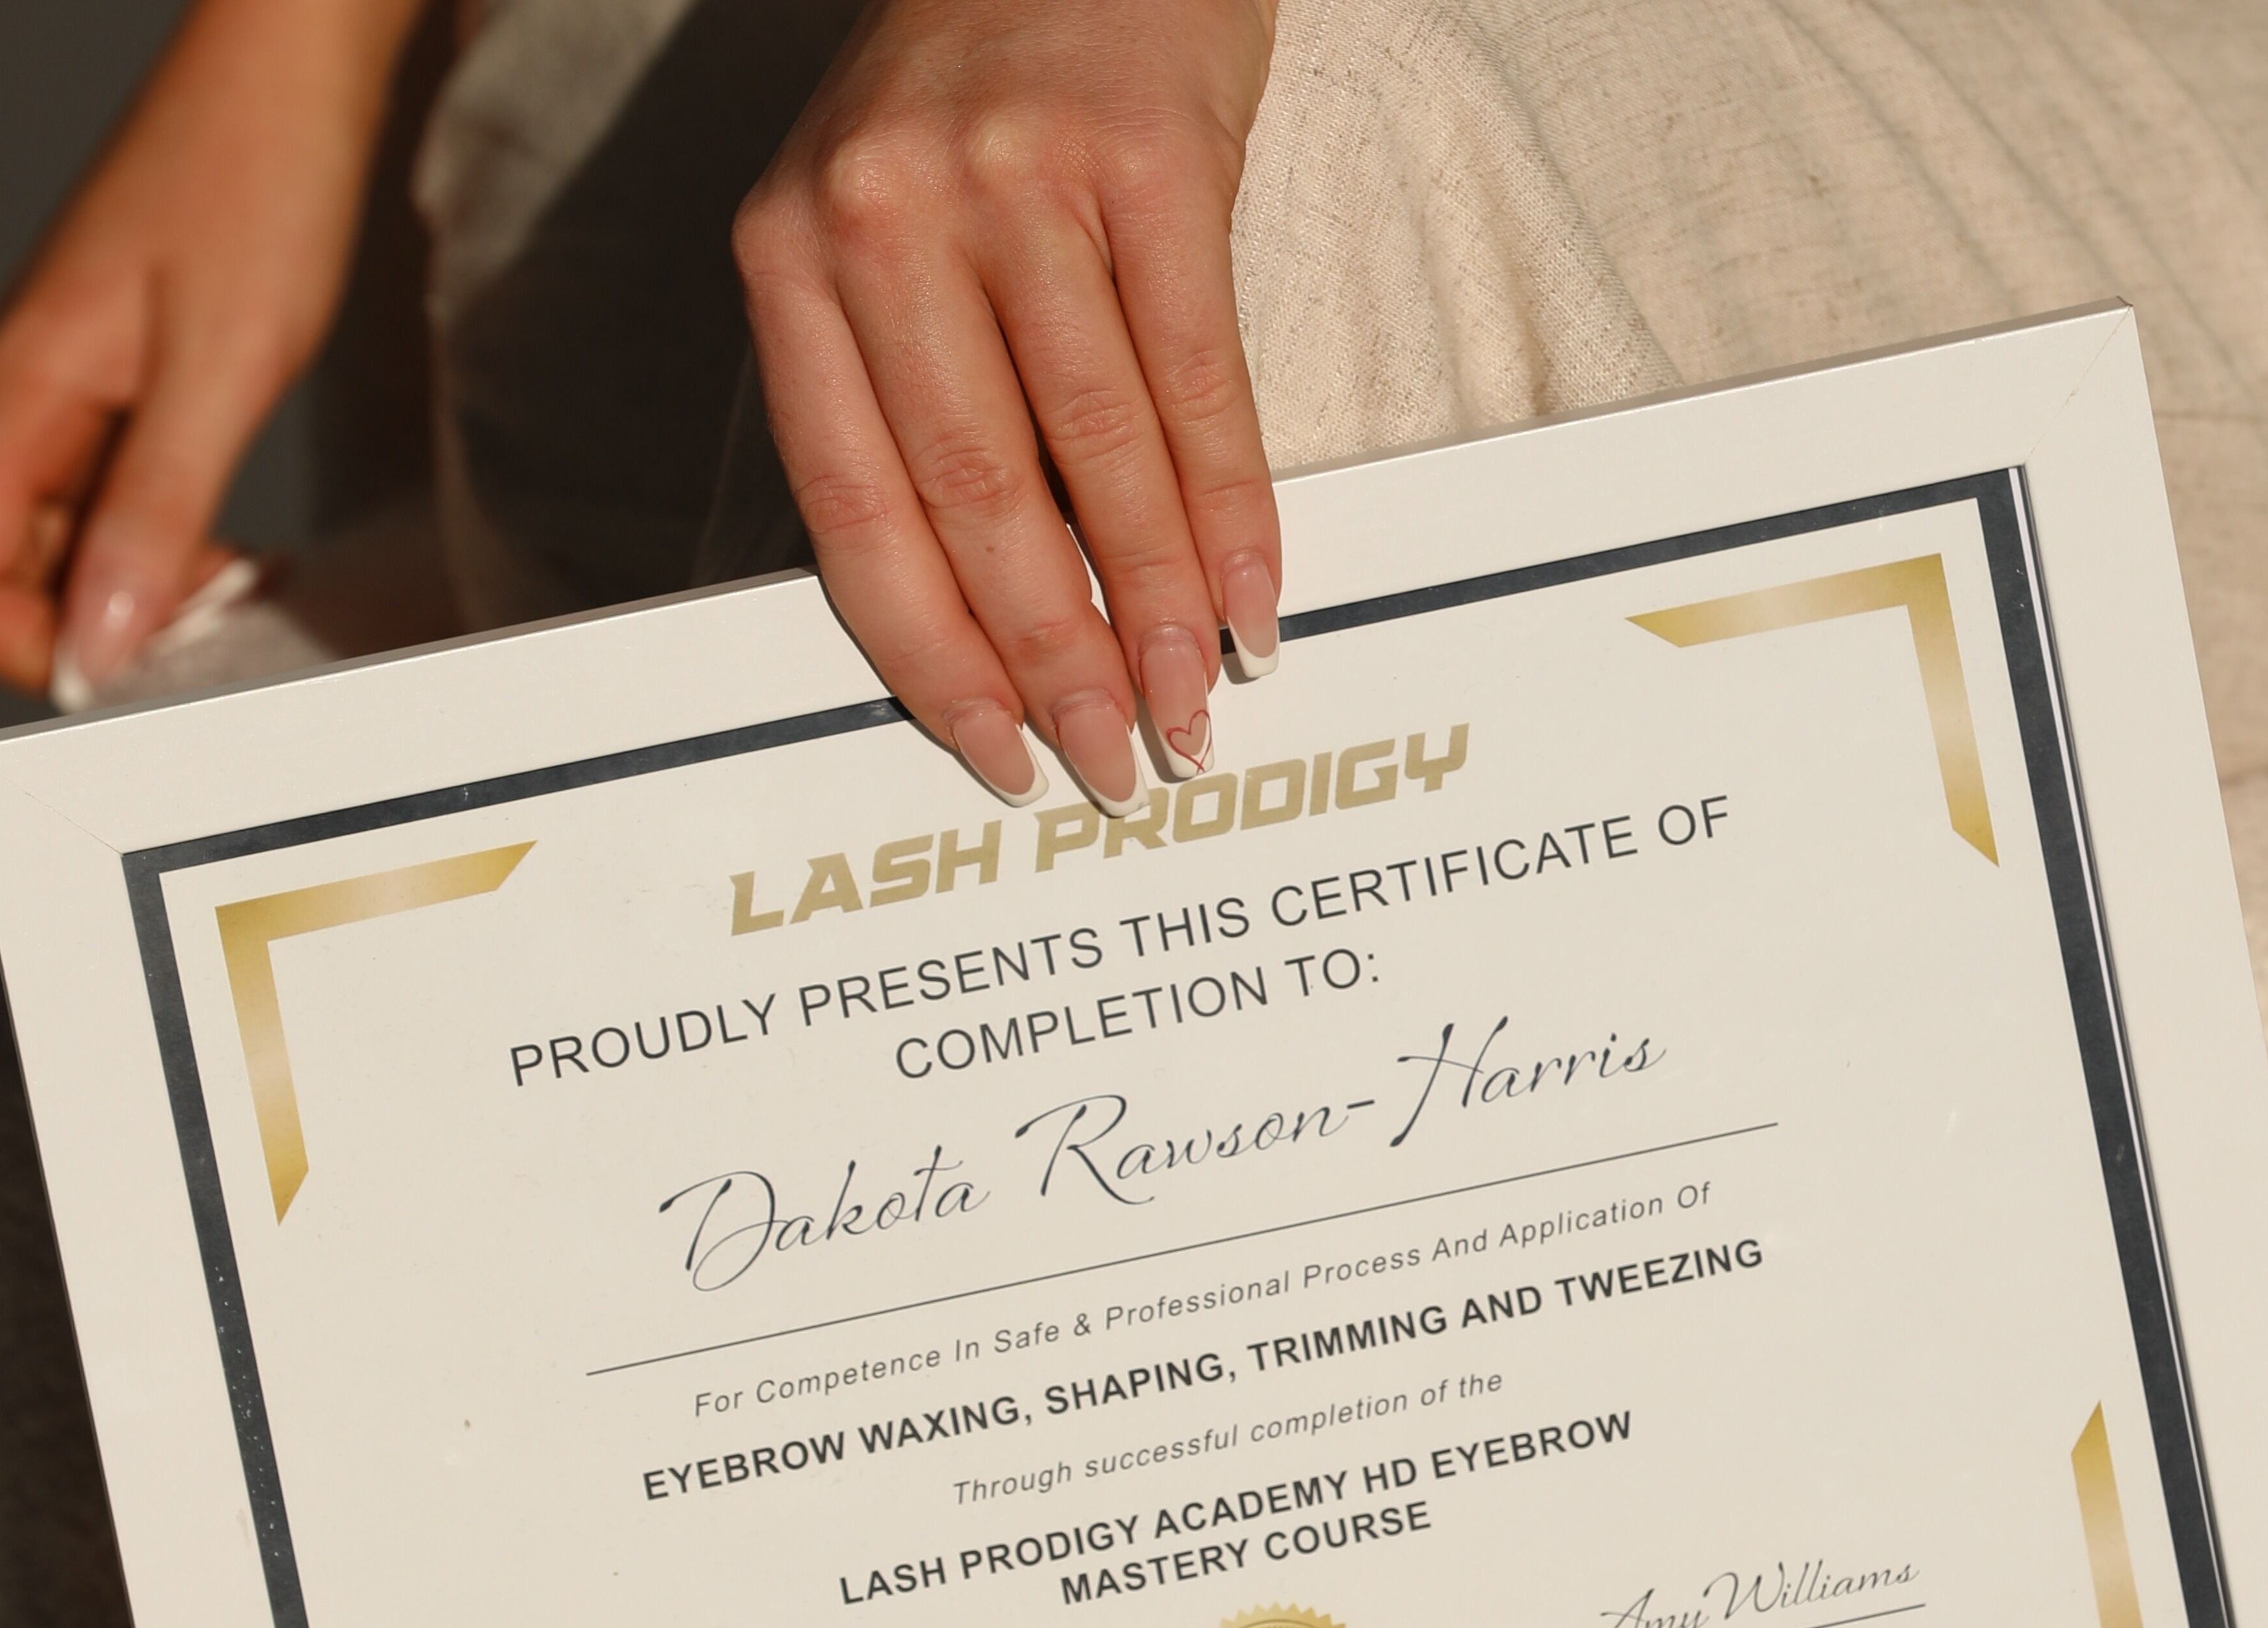 LASH PRODIGY
PROUDLY PRESENTS THIS CERTIFICATE OF
COMPLETION TO:
Dakota Rawson-Harris
For Competence In Safe & Professional Process And Application Of
EYEBROW WAXING, SHAPING, TRIMMING AND TWEEZING
Through successful completion of the
LASH PRODIGY ACADEMY HD EYEBROW
MASTERY COURSE
Amy Williams